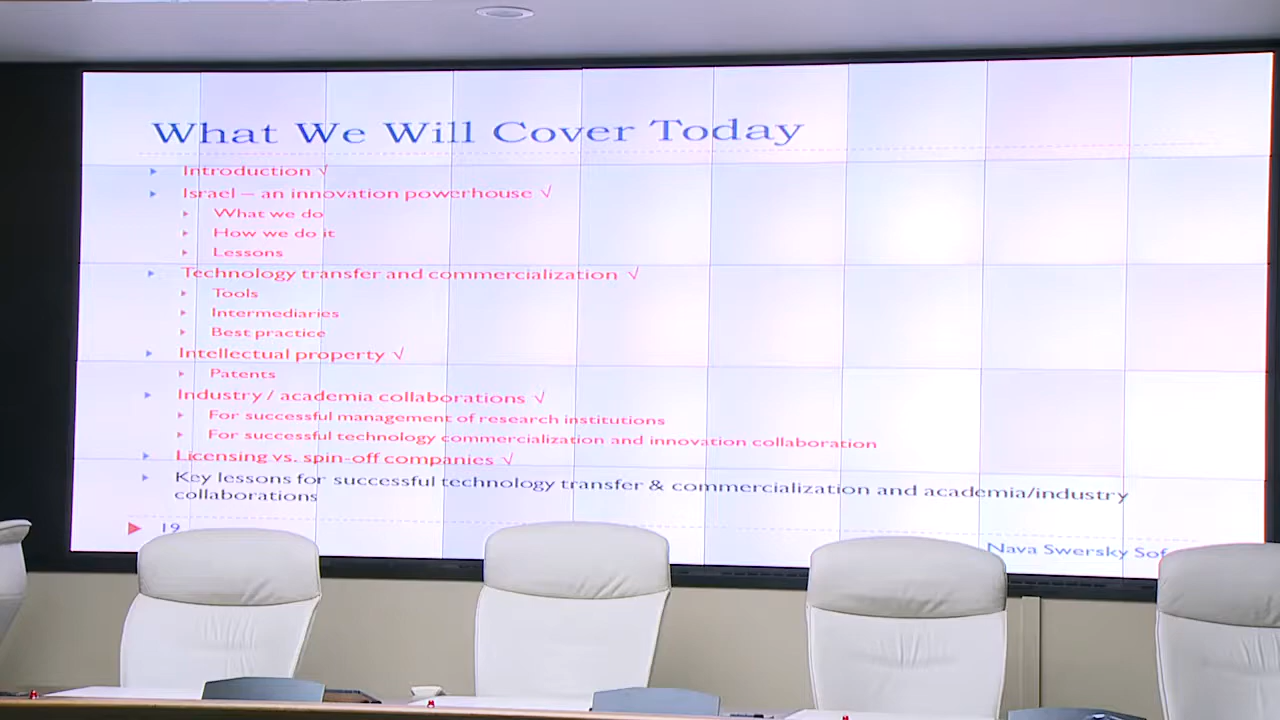 What We Will Cover Today
Introduction √
Israel – an innovation powerhouse √
What we do
How we do it
Lessons
Technology transfer and commercialization √
Tools
Intermediaries
Best practice
Intellectual property √
Patents
Industry / academia collaborations √
For successful management of research institutions
For successful technology commercialization and innovation collaboration
Licensing vs. spin-off companies √
Key lessons for successful technology transfer & commercialization and academia/industry
collaborations
19
Nava Swersky